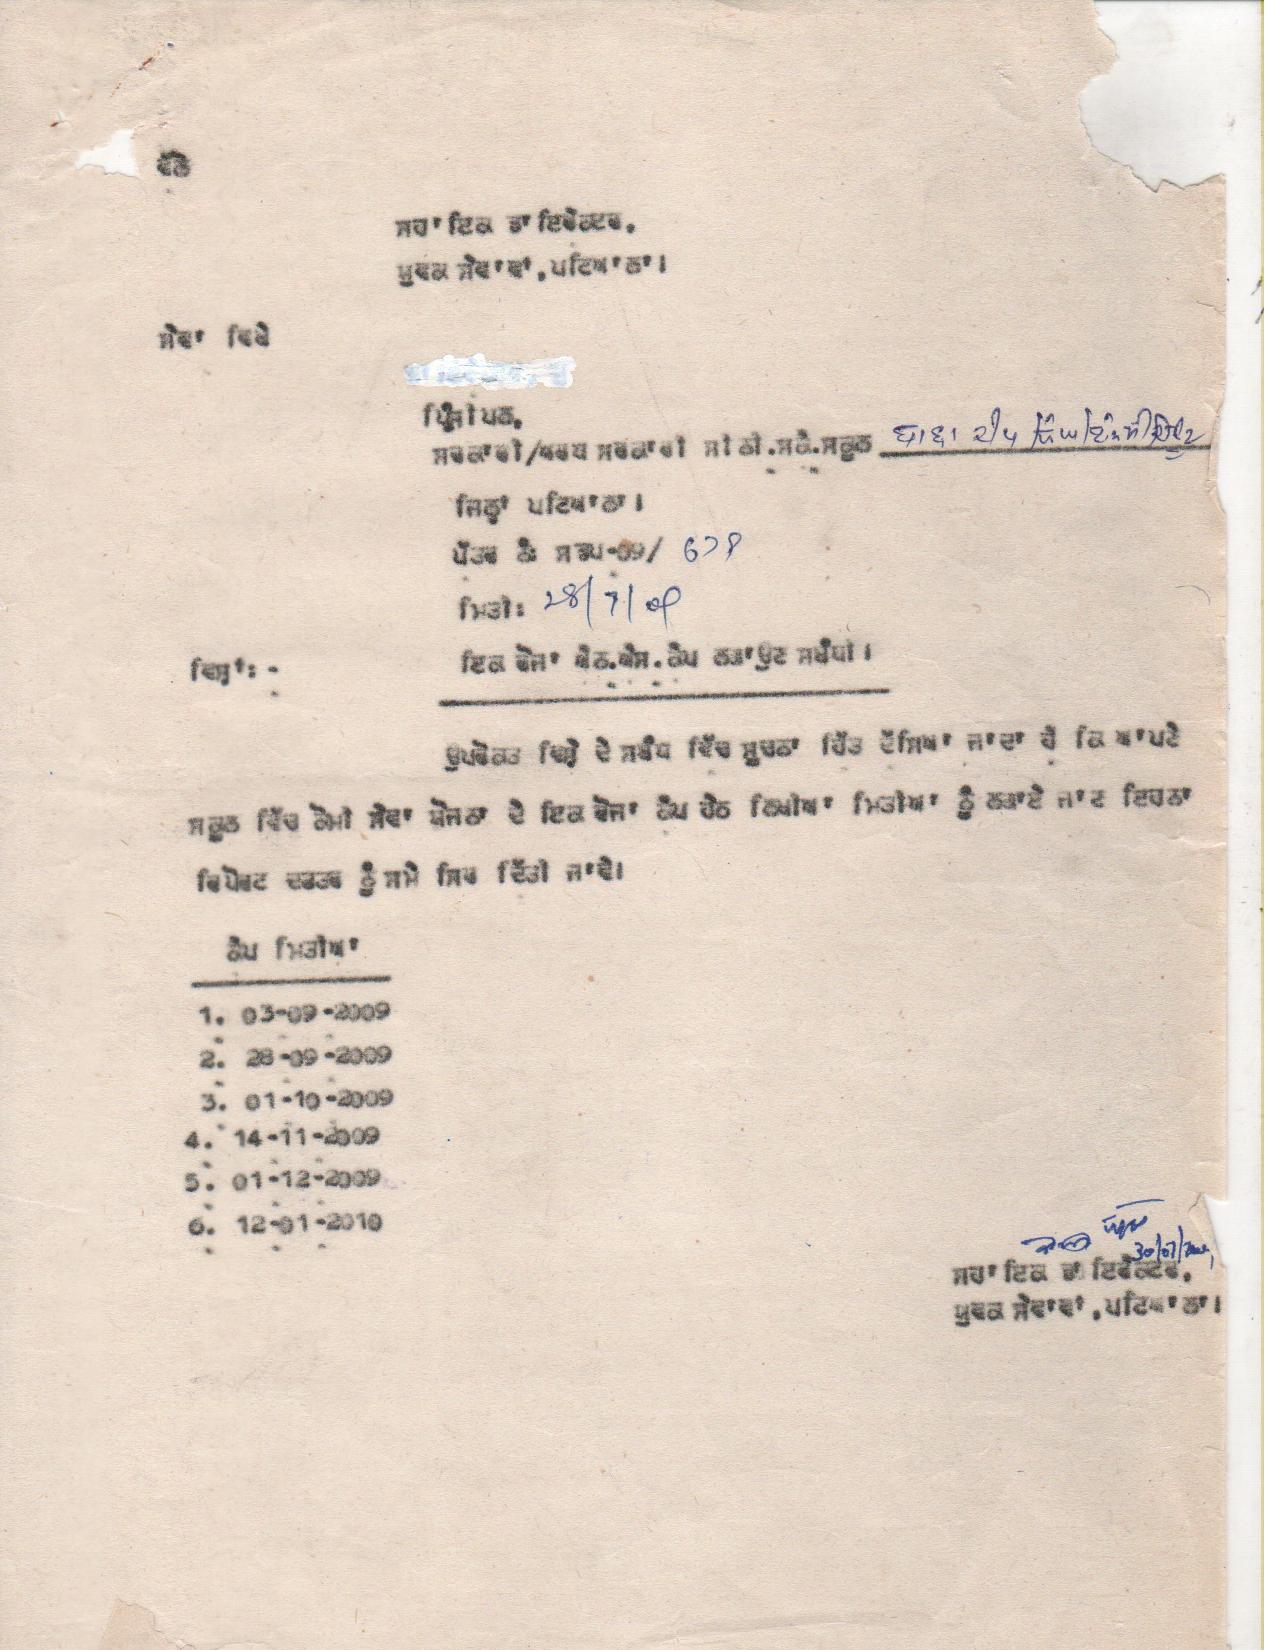 ਵੱਲੋਂ
ਸਹਾਇਕ ਡਾਇਰੈਕਟਰ,
ਯੁਵਕ ਸੇਵਾਵਾਂ,ਪਟਿਆਲਾ।
ਸੇਵਾ ਵਿਖੇ
ਪ੍ਰਿੰਸੀਪਲ,
ਸਰਕਾਰੀ/ਅਰਧ ਸਰਕਾਰੀ ਸੀਨੀ.ਸਕੈ.ਸਕੂਲ ਬਾਬਾ ਦੀਪ ਸਿੰਘ
ਜਿਲ੍ਹਾ ਪਟਿਆਲਾ।
ਪੱਤਰ ਨੰ: ਸਡਪ-09/ 678
ਮਿਤੀ: 28/7/09
ਵਿਸ਼ਾ:- ਇਕ ਰੋਜਾ ਐਨ.ਐਸ.ਕੈਂਪ ਲਗਾਉਣ ਸਬੰਧੀ।
ਉਪਰੋਕਤ ਵਿਸ਼ੇ ਦੇ ਸਬੰਧ ਵਿੱਚ ਸੂਚਨਾ ਹਿੱਤ ਦੱਸਿਆ ਜਾਂਦਾ ਹੈ ਕਿ ਆਪਣੇ
ਸਕੂਲ ਵਿੱਚ ਕੌਮੀ ਸੇਵਾ ਯੋਜਨਾ ਦੇ ਇਕ ਰੋਜਾ ਕੈਂਪ ਹੇਠ ਲਿਖੀਆਂ ਮਿਤੀਆਂ ਨੂੰ ਲਗਾਏ ਜਾਣ ਇਹਨਾਂ
ਰਿਪੋਰਟ ਦਫਤਰ ਨੂੰ ਸਮੇਂ ਸਿਰ ਦਿੱਤੀ ਜਾਵੇ।
ਕੈਂਪ ਮਿਤੀਆਂ
1. 03-09-2009
2. 28-09-2009
3. 01-10-2009
4. 14-11-2009
5. 01-12-2009
6. 12-01-2010
ਸਹਾਇਕ ਡਾਇਰੈਕਟਰ,
ਯੁਵਕ ਸੇਵਾਵਾਂ,ਪਟਿਆਲਾ।